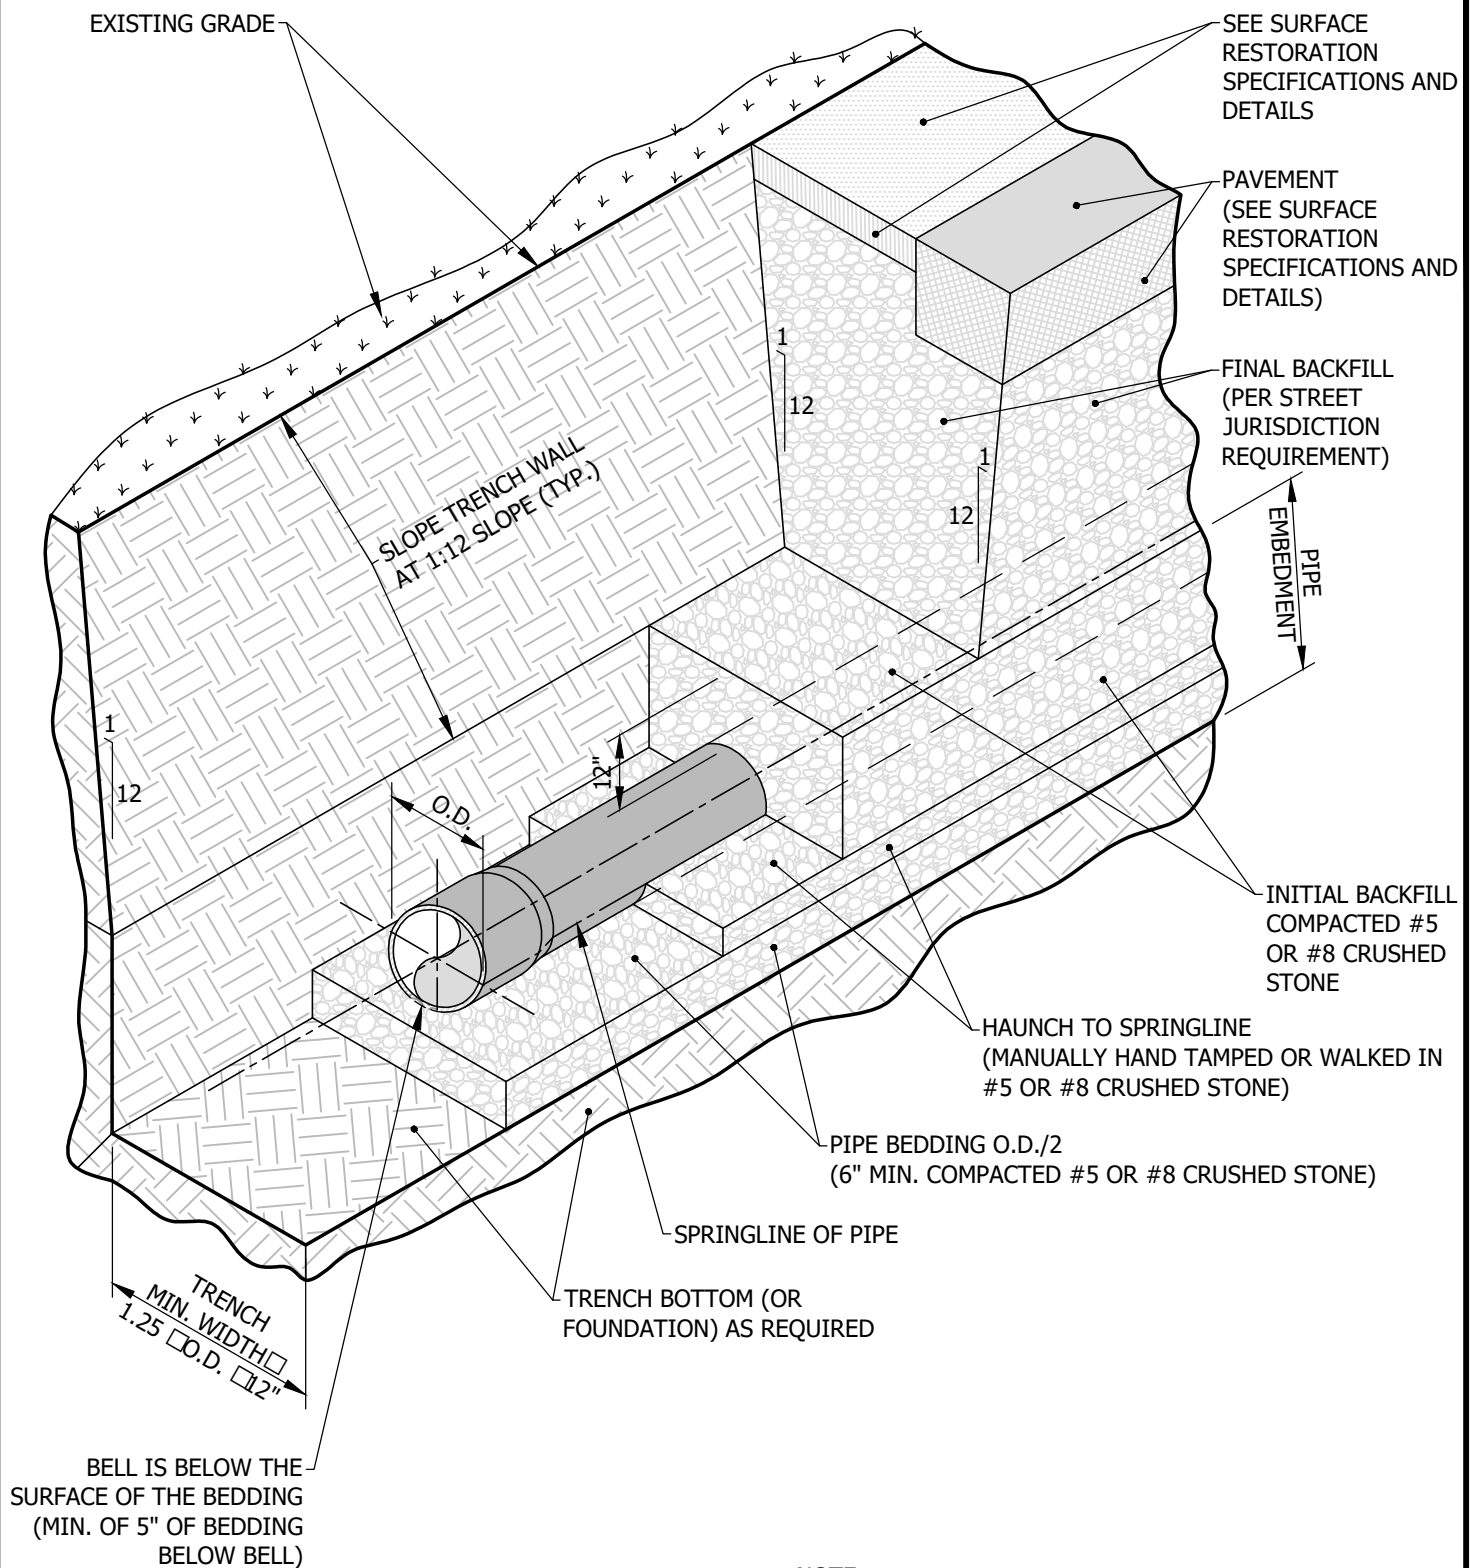 EXISTING GRADE
SEE SURFACE
RESTORATION
SPECIFICATIONS AND
DETAILS
PAVEMENT
(SEE SURFACE
RESTORATION
SPECIFICATIONS AND
DETAILS)
1
12
FINAL BACKFILL
(PER STREET
JURISDICTION
REQUIREMENT)
SLOPE TRENCH WALL
AT 1:12 SLOPE (TYP.)
1
12
PIPE
EMBEDMENT
1
12
12"
O.D.
INITIAL BACKFILL
COMPACTED #5
OR #8 CRUSHED
STONE
HAUNCH TO SPRINGLINE
(MANUALLY HAND TAMPED OR WALKED IN
#5 OR #8 CRUSHED STONE)
PIPE BEDDING O.D./2
(6" MIN. COMPACTED #5 OR #8 CRUSHED STONE)
SPRINGLINE OF PIPE
TRENCH BOTTOM (OR
FOUNDATION) AS REQUIRED
TRENCH
MIN. WIDTH□
1.25 □O.D. □12"
BELL IS BELOW THE
SURFACE OF THE BEDDING
(MIN. OF 5" OF BEDDING
BELOW BELL)